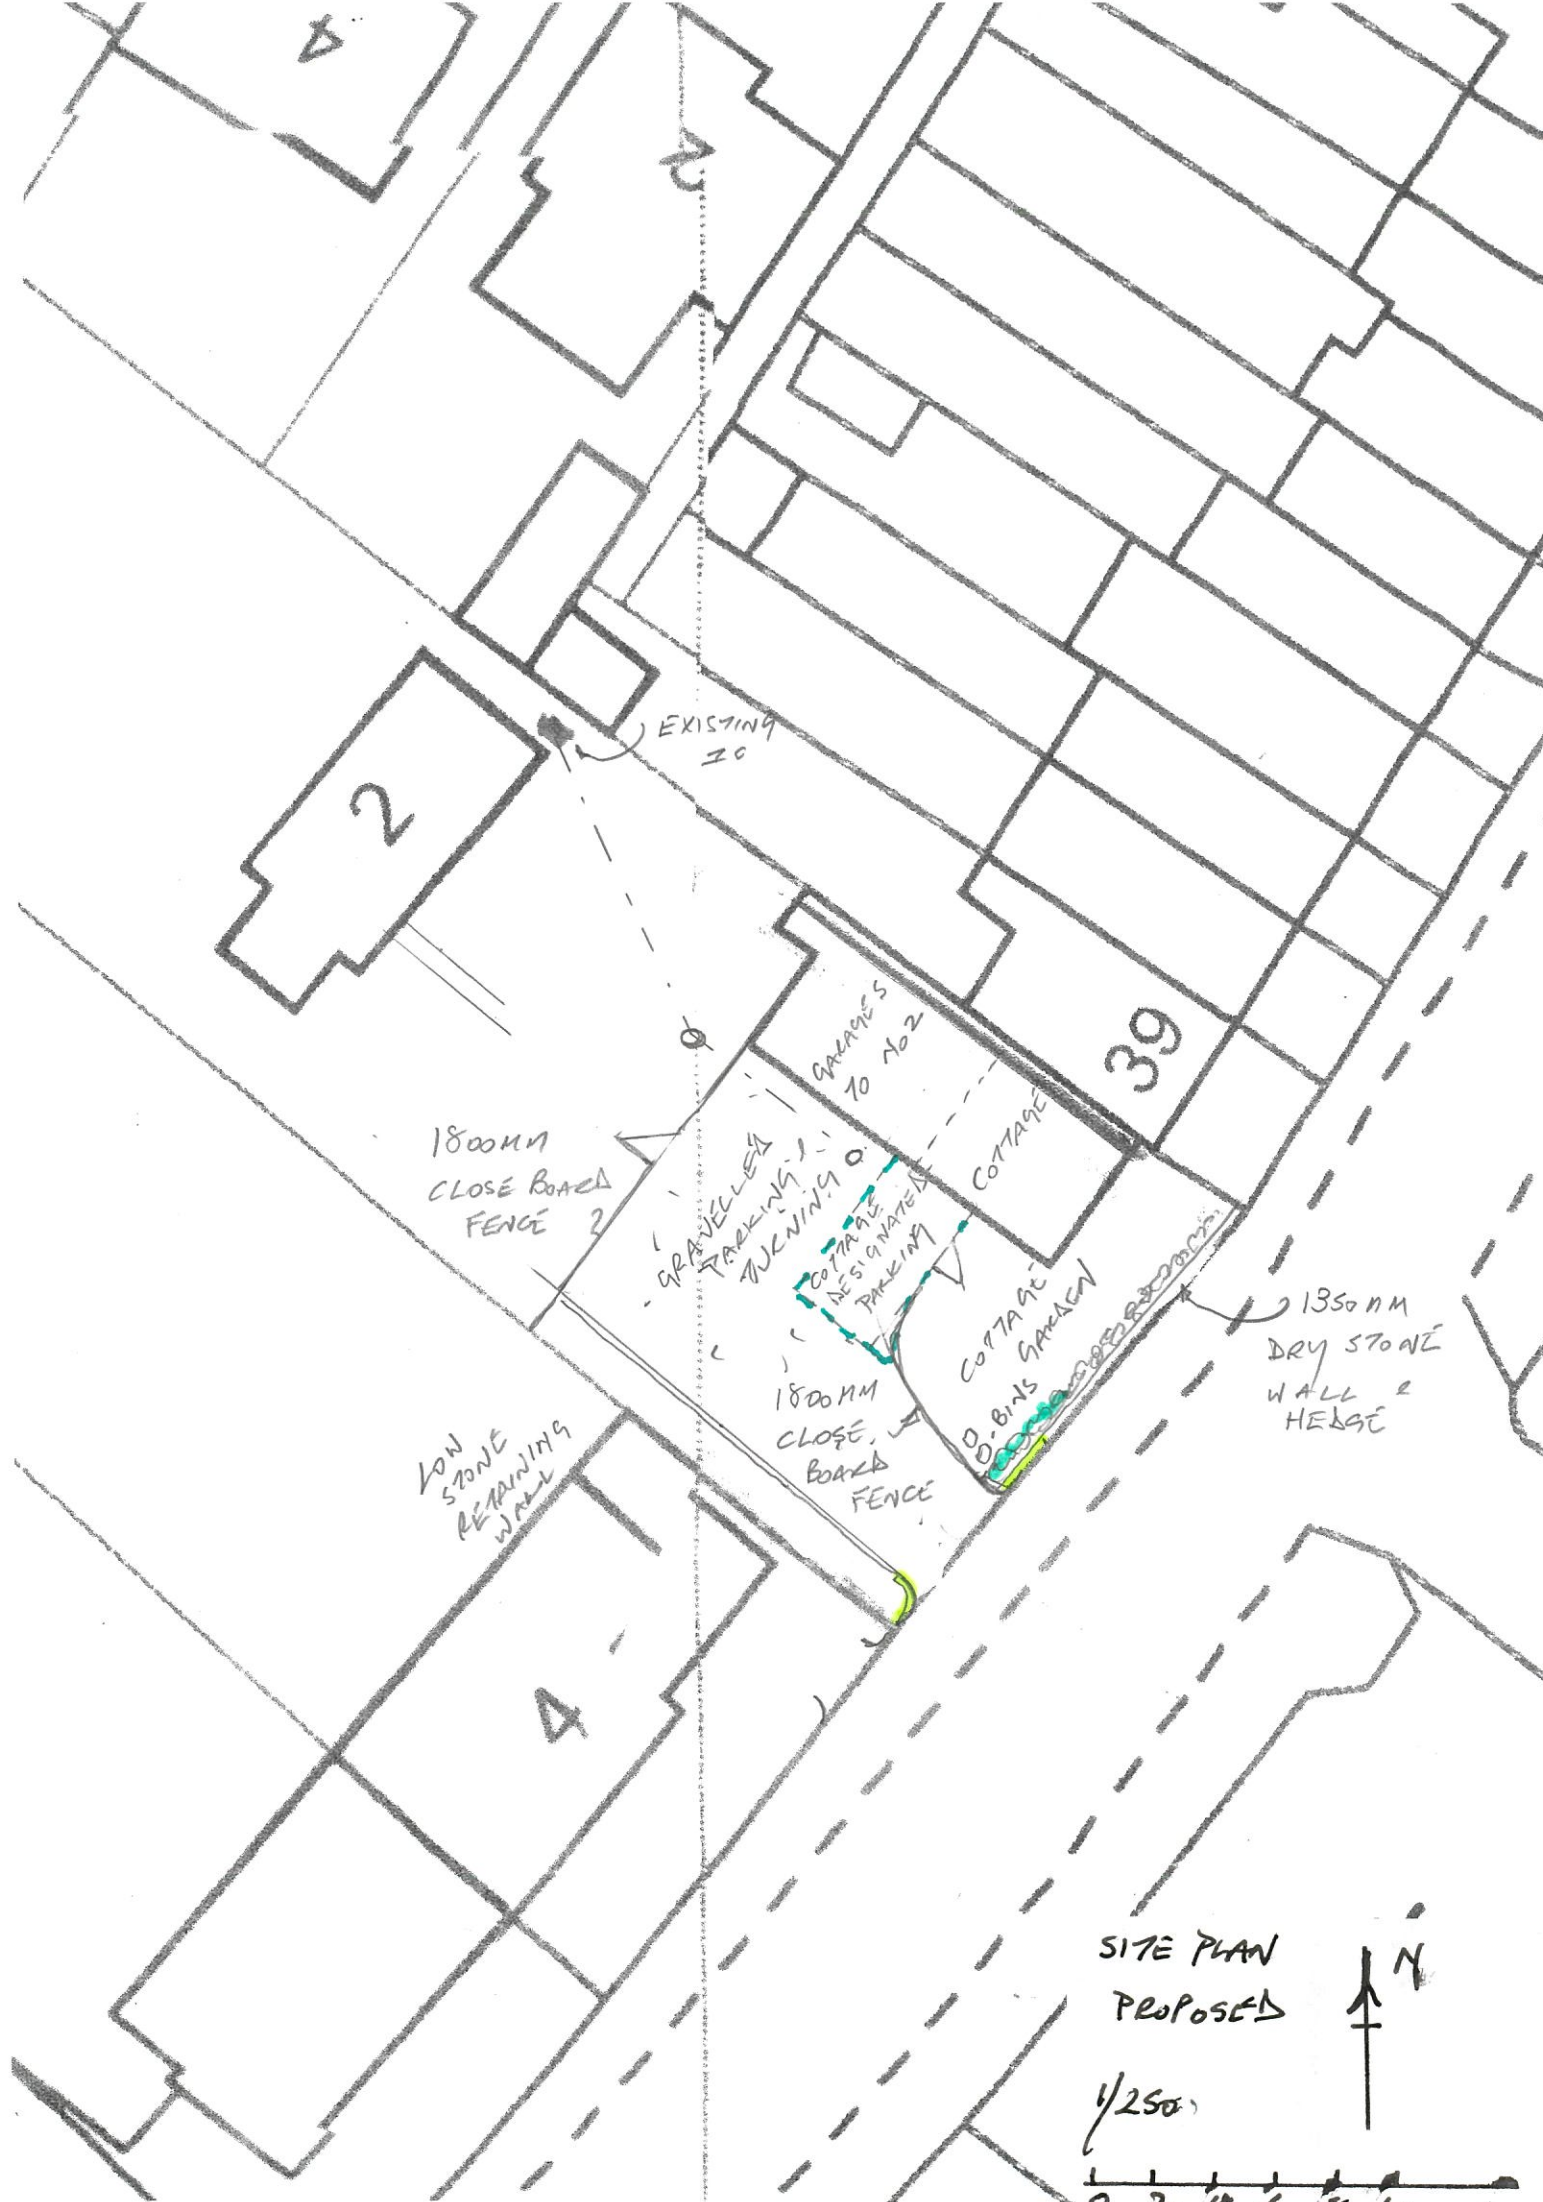 4
2
EXISTING
IC
2
GARAGES
TO No2
39
COTTAGE
1800MM
CLOSE BOARD
FENCE
GRAVELLED
PARKING &
TURNING
COTTAGE
DESIGNATED
PARKING
COTTAGE
GARDEN
BINS
1350MM
DRY STONE
WALL &
HEDGE
1800MM
CLOSE
BOARD
FENCE
LOW
STONE
RETAINING
WALL
4
SITE PLAN
PROPOSED
N
1/250